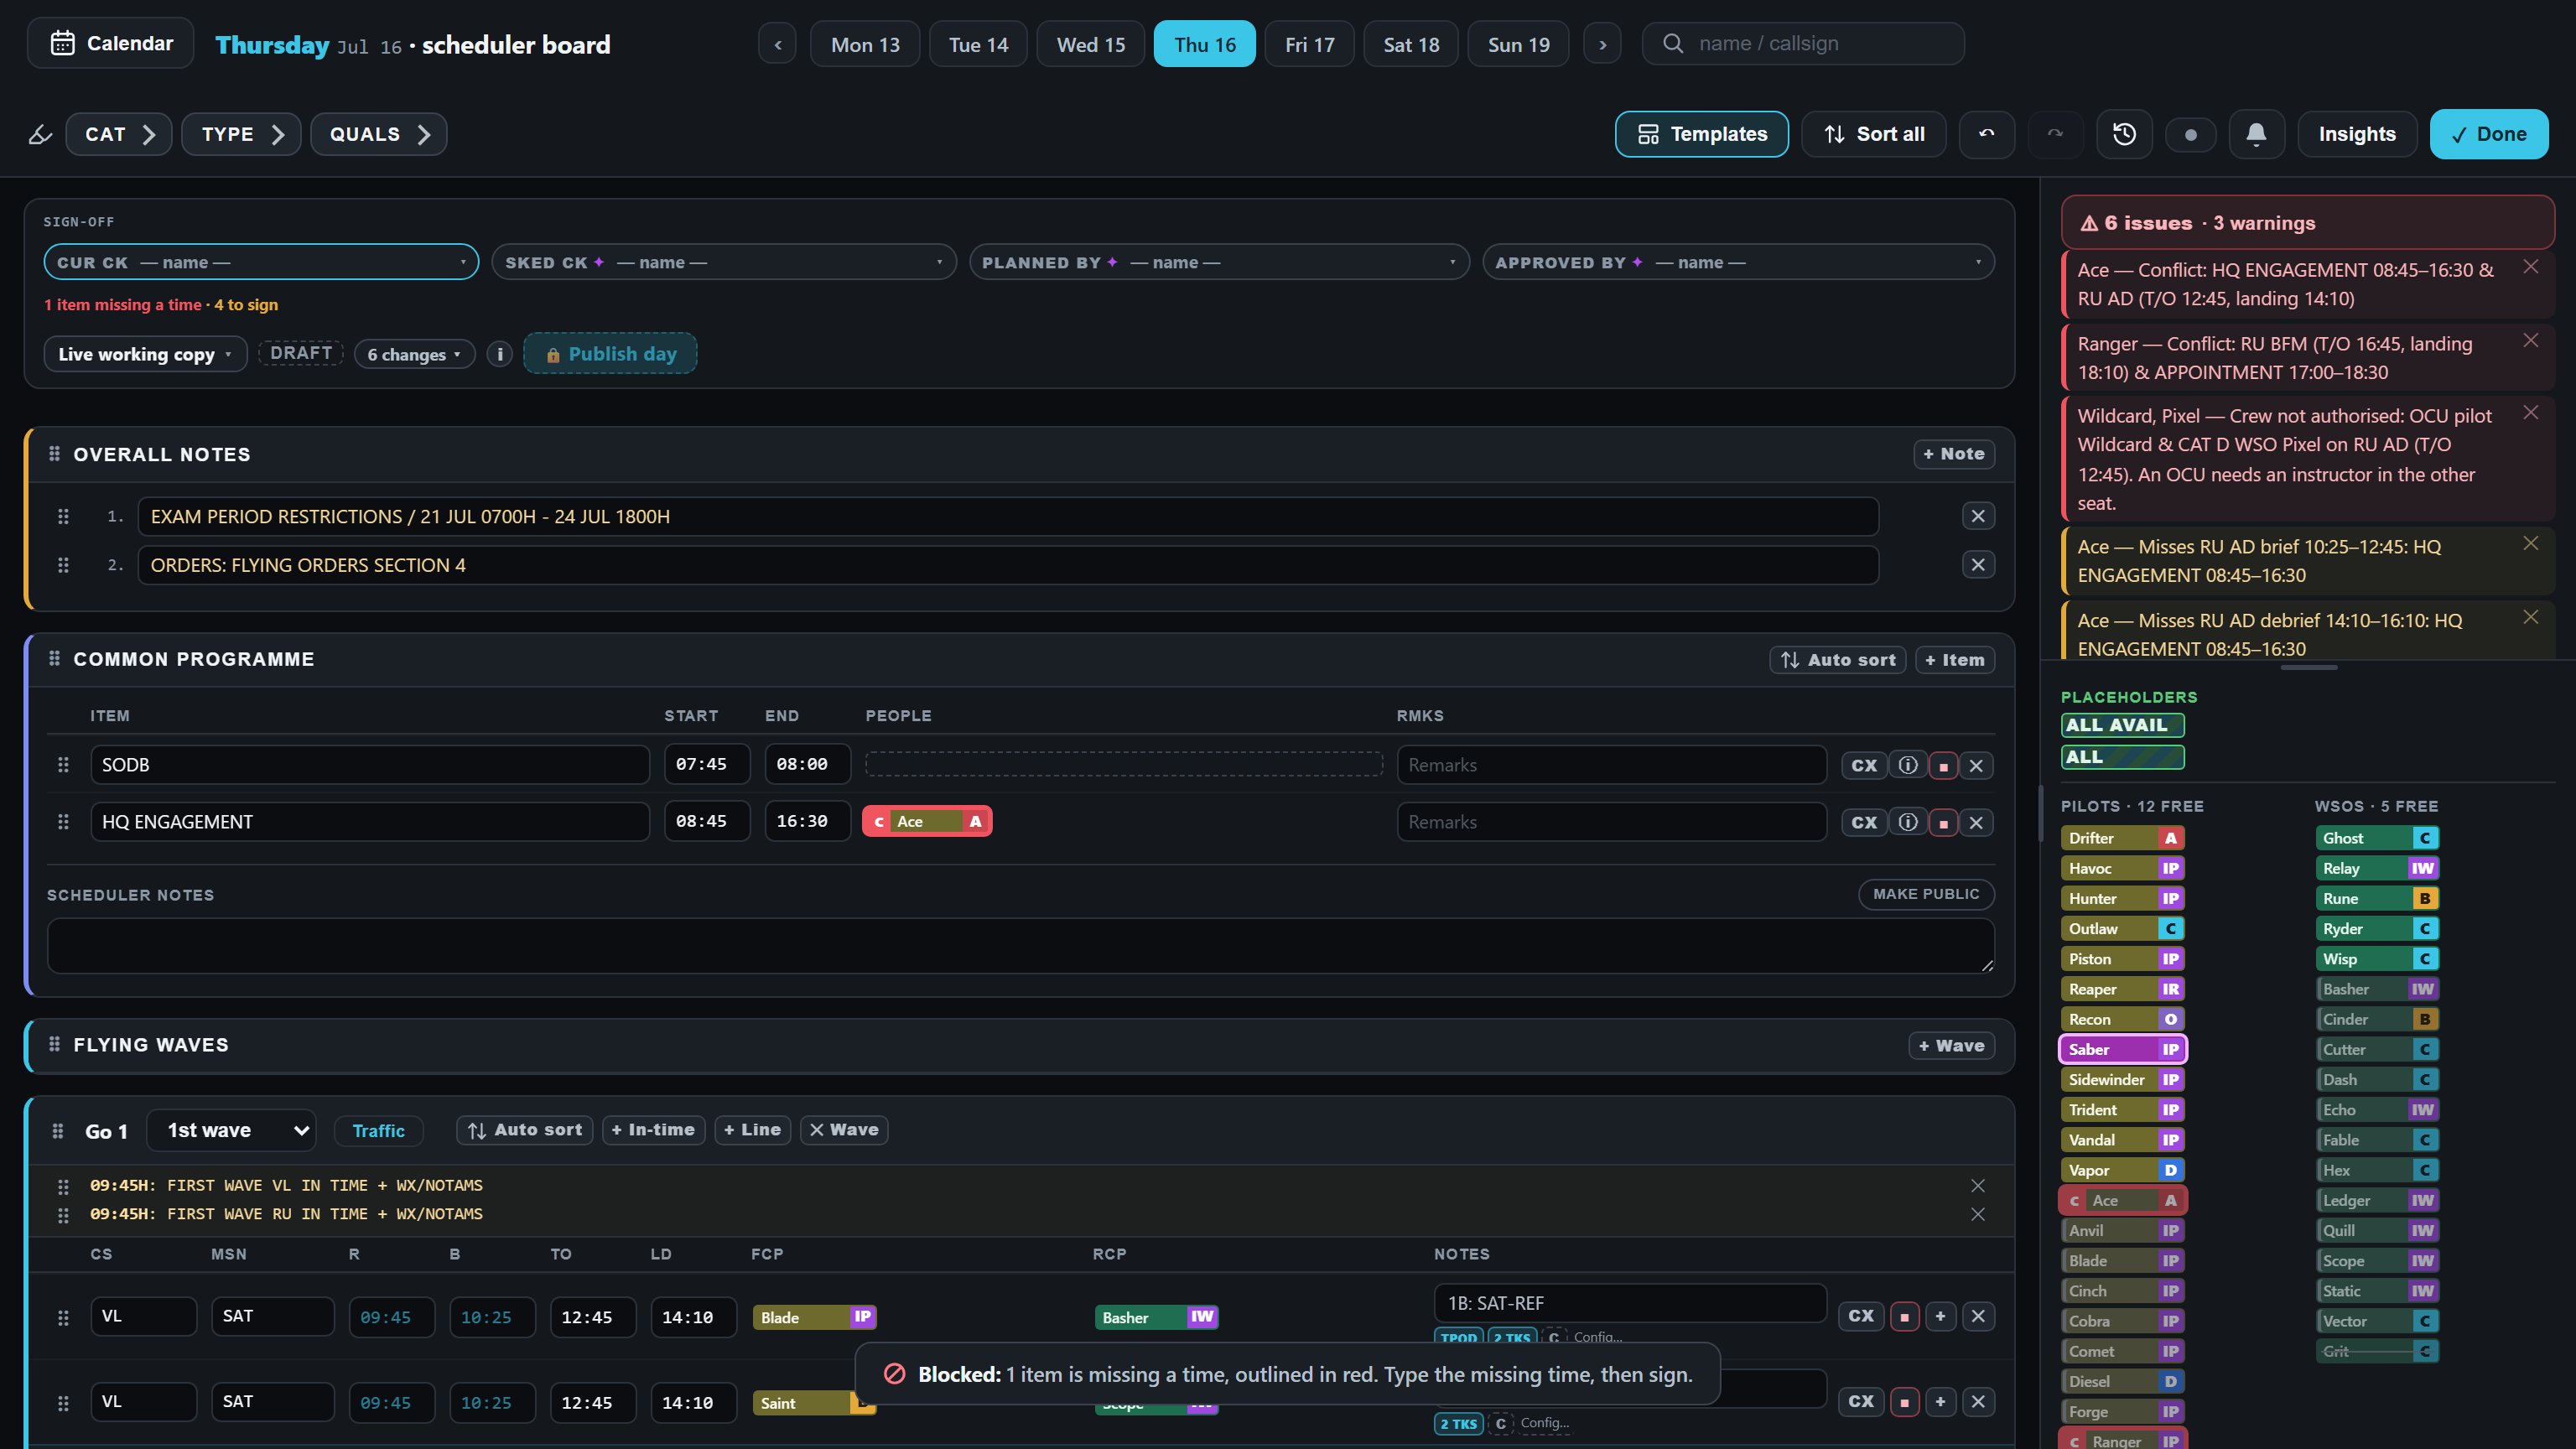 Calendar
Thursday Jul 16 · scheduler board
‹ Mon 13 Tue 14 Wed 15 Thu 16 Fri 17 Sat 18 Sun 19 ›
name / callsign
CAT TYPE QUALS
Templates Sort all Insights ✓ Done
SIGN-OFF
CUR CK — name —
SKED CK ✦ — name —
PLANNED BY ✦ — name —
APPROVED BY ✦ — name —
1 item missing a time · 4 to sign
Live working copy DRAFT 6 changes i Publish day
OVERALL NOTES
+ Note
1. EXAM PERIOD RESTRICTIONS / 21 JUL 0700H - 24 JUL 1800H
2. ORDERS: FLYING ORDERS SECTION 4
COMMON PROGRAMME
Auto sort + Item
ITEM START END PEOPLE RMKS
SODB 07:45 08:00 Remarks CX
HQ ENGAGEMENT 08:45 16:30 c Ace A Remarks CX
SCHEDULER NOTES
MAKE PUBLIC
FLYING WAVES
+ Wave
Go 1 1st wave Traffic Auto sort + In-time + Line ✕ Wave
09:45H: FIRST WAVE VL IN TIME + WX/NOTAMS
09:45H: FIRST WAVE RU IN TIME + WX/NOTAMS
CS MSN R B TO LD FCP RCP NOTES
VL SAT 09:45 10:25 12:45 14:10 Blade IP Basher IW 1B: SAT-REF CX
TPOD 2 TKS C Config...
VL SAT 09:45 10:25 12:45 14:10 Saint Scope CX
2 TKS C Config...
Blocked: 1 item is missing a time, outlined in red. Type the missing time, then sign.
⚠ 6 issues · 3 warnings
Ace — Conflict: HQ ENGAGEMENT 08:45–16:30 &
RU AD (T/O 12:45, landing 14:10)
Ranger — Conflict: RU BFM (T/O 16:45, landing
18:10) & APPOINTMENT 17:00–18:30
Wildcard, Pixel — Crew not authorised: OCU pilot
Wildcard & CAT D WSO Pixel on RU AD (T/O
12:45). An OCU needs an instructor in the other
seat.
Ace — Misses RU AD brief 10:25–12:45: HQ
ENGAGEMENT 08:45–16:30
Ace — Misses RU AD debrief 14:10–16:10: HQ
ENGAGEMENT 08:45–16:30
PLACEHOLDERS
ALL AVAIL
ALL
PILOTS · 12 FREE
Drifter A
Havoc IP
Hunter IP
Outlaw C
Piston IP
Reaper IR
Recon O
Saber IP
Sidewinder IP
Trident IP
Vandal IP
Vapor D
c Ace A
Anvil IP
Blade IP
Cinch IP
Cobra IP
Comet IP
Diesel D
Forge IP
c Ranger IP
WSOS · 5 FREE
Ghost C
Relay IW
Rune B
Ryder C
Wisp C
Basher IW
Cinder B
Cutter C
Dash C
Echo IW
Fable C
Hex C
Ledger IW
Quill IW
Scope IW
Static IW
Vector C
Grit C